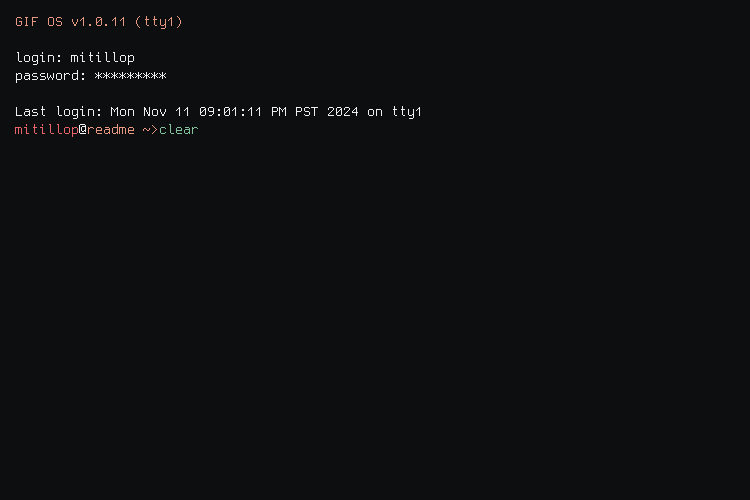 GIF OS v1.0.11 (tty1)
login: mitillop
password: *********
Last login: Mon Nov 11 09:01:11 PM PST 2024 on tty1
mitillop@readme ~>clear